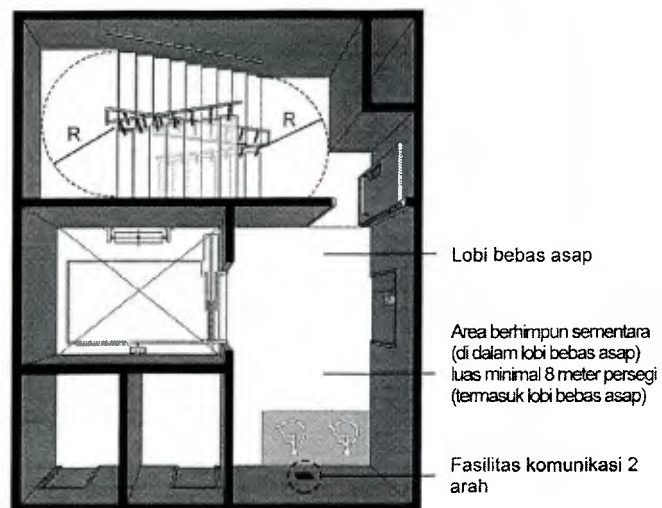 R
R
Lobi bebas asap
Area berhimpun sementara
(di dalam lobi bebas asap)
luas minimal 8 meter persegi
(termasuk lobi bebas asap)
Fasilitas komunikasi 2
arah